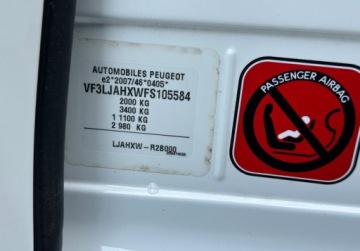 AUTOMOBILES PEUGEOT
e2*2007/46*0405*
VF3LJAHXWFS105584
2000 KG
3400 KG
1 1100 KG
2 980 KG
LJAHXW-R2B000
PASSENGER AIRBAG